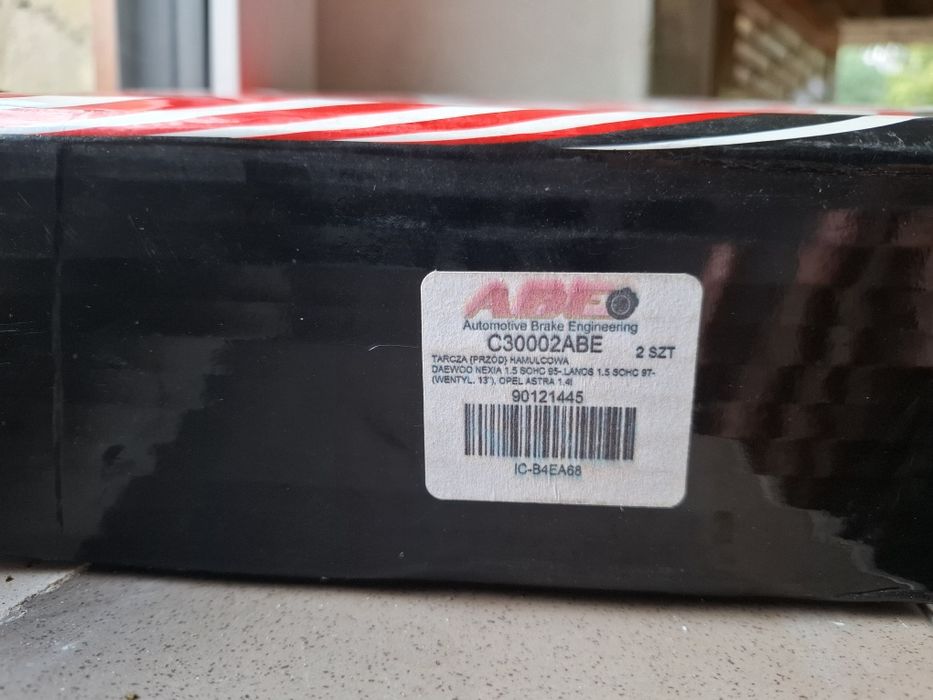 ABE
Automotive Brake Engineering
C30002ABE 2 SZT
TARCZA {PRZÓD} HAMULCOWA
DAEWOO NEXIA 1.5 SOHC 95-.LANOS 1.5 SOHC 97-
(WENTYL. 13"), OPEL ASTRA 1.4I
90121445
IC-B4EA68